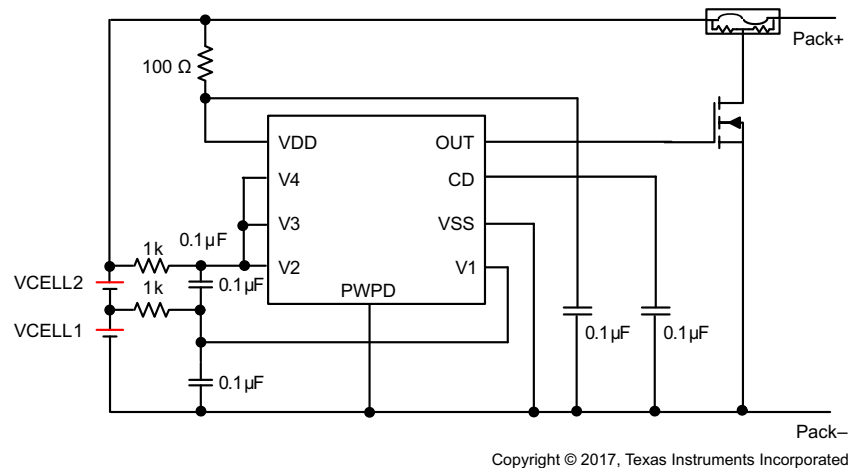 Pack+
100 Ω
VDD
OUT
V4
CD
V3
VSS
0.1µF
1k
V2
V1
VCELL2
0.1µF
1k
PWPD
VCELL1
0.1µF
0.1µF
0.1µF
Pack–
Copyright © 2017, Texas Instruments Incorporated